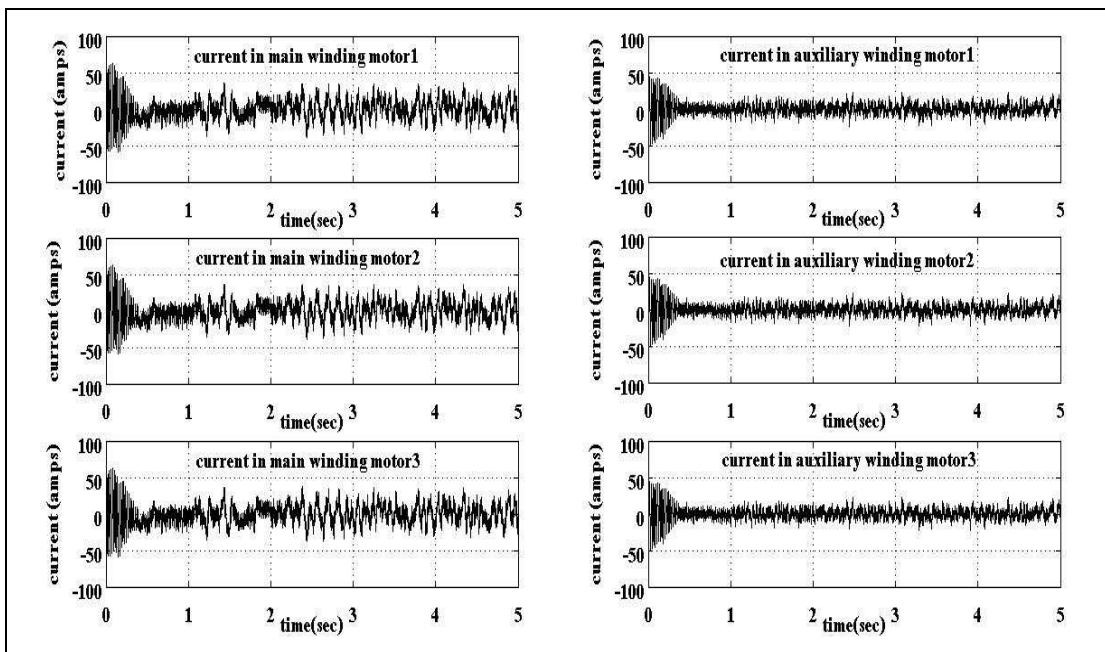 current in main winding motor1
current (amps)
100
50
0
-50
-100
0 1 2 3 4 5
time(sec)
current in auxiliary winding motor1
current (amps)
100
50
0
-50
-100
0 1 2 3 4 5
time(sec)
current in main winding motor2
current (amps)
100
50
0
-50
-100
0 1 2 3 4 5
time(sec)
current in auxiliary winding motor2
current (amps)
100
50
0
-50
-100
0 1 2 3 4 5
time(sec)
current in main winding motor3
current (amps)
100
50
0
-50
-100
0 1 2 3 4 5
time(sec)
current in auxiliary winding motor3
current (amps)
100
50
0
-50
-100
0 1 2 3 4 5
time(sec)